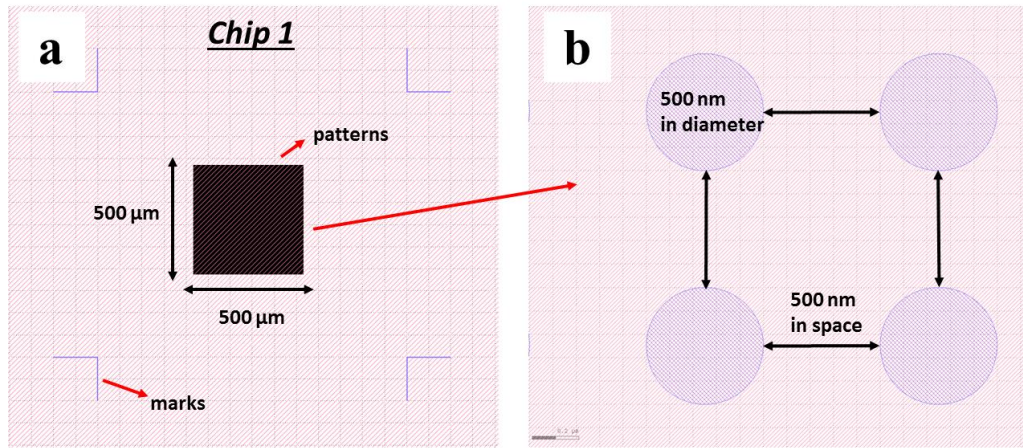 a
Chip 1
patterns
500 µm
500 µm
marks
b
500 nm
in diameter
500 nm
in space